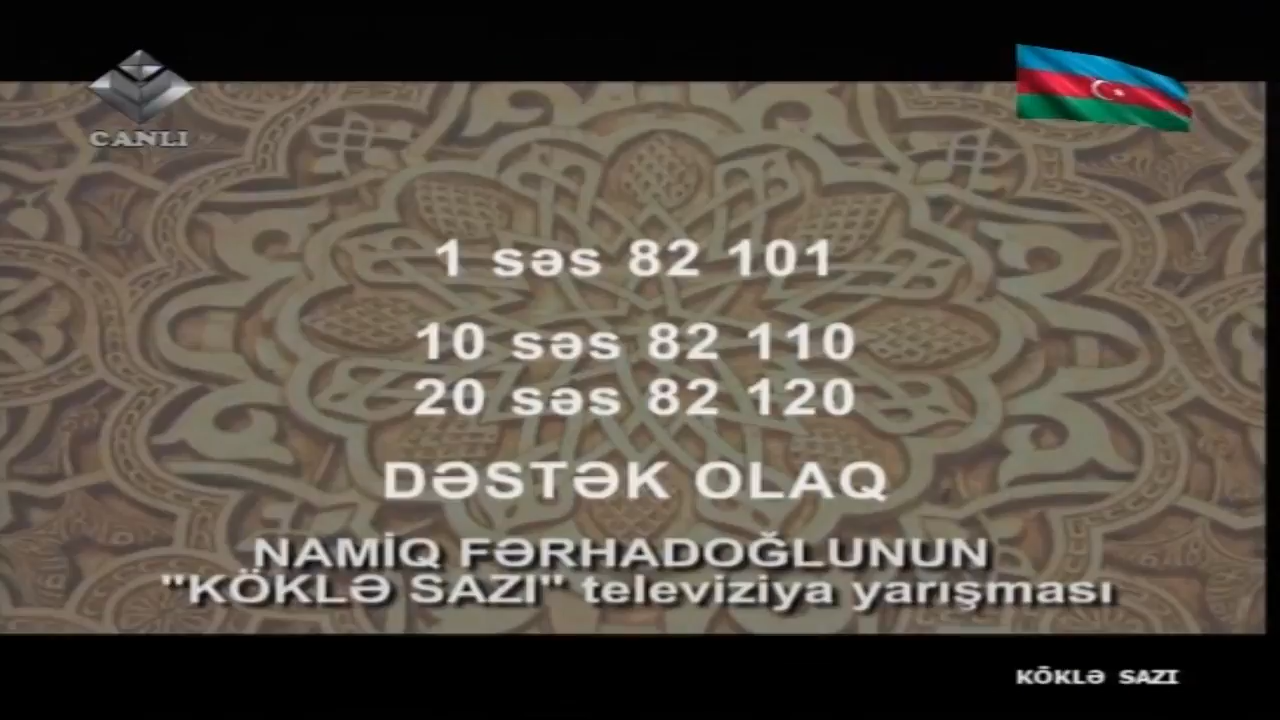 CANLI
1 səs 82 101
10 səs 82 110
20 səs 82 120
DƏSTƏK OLAQ
NAMİQ FƏRHADOĞLUNUN
"KÖKLƏ SAZI" televiziya yarışması
KÖKLƏ SAZI